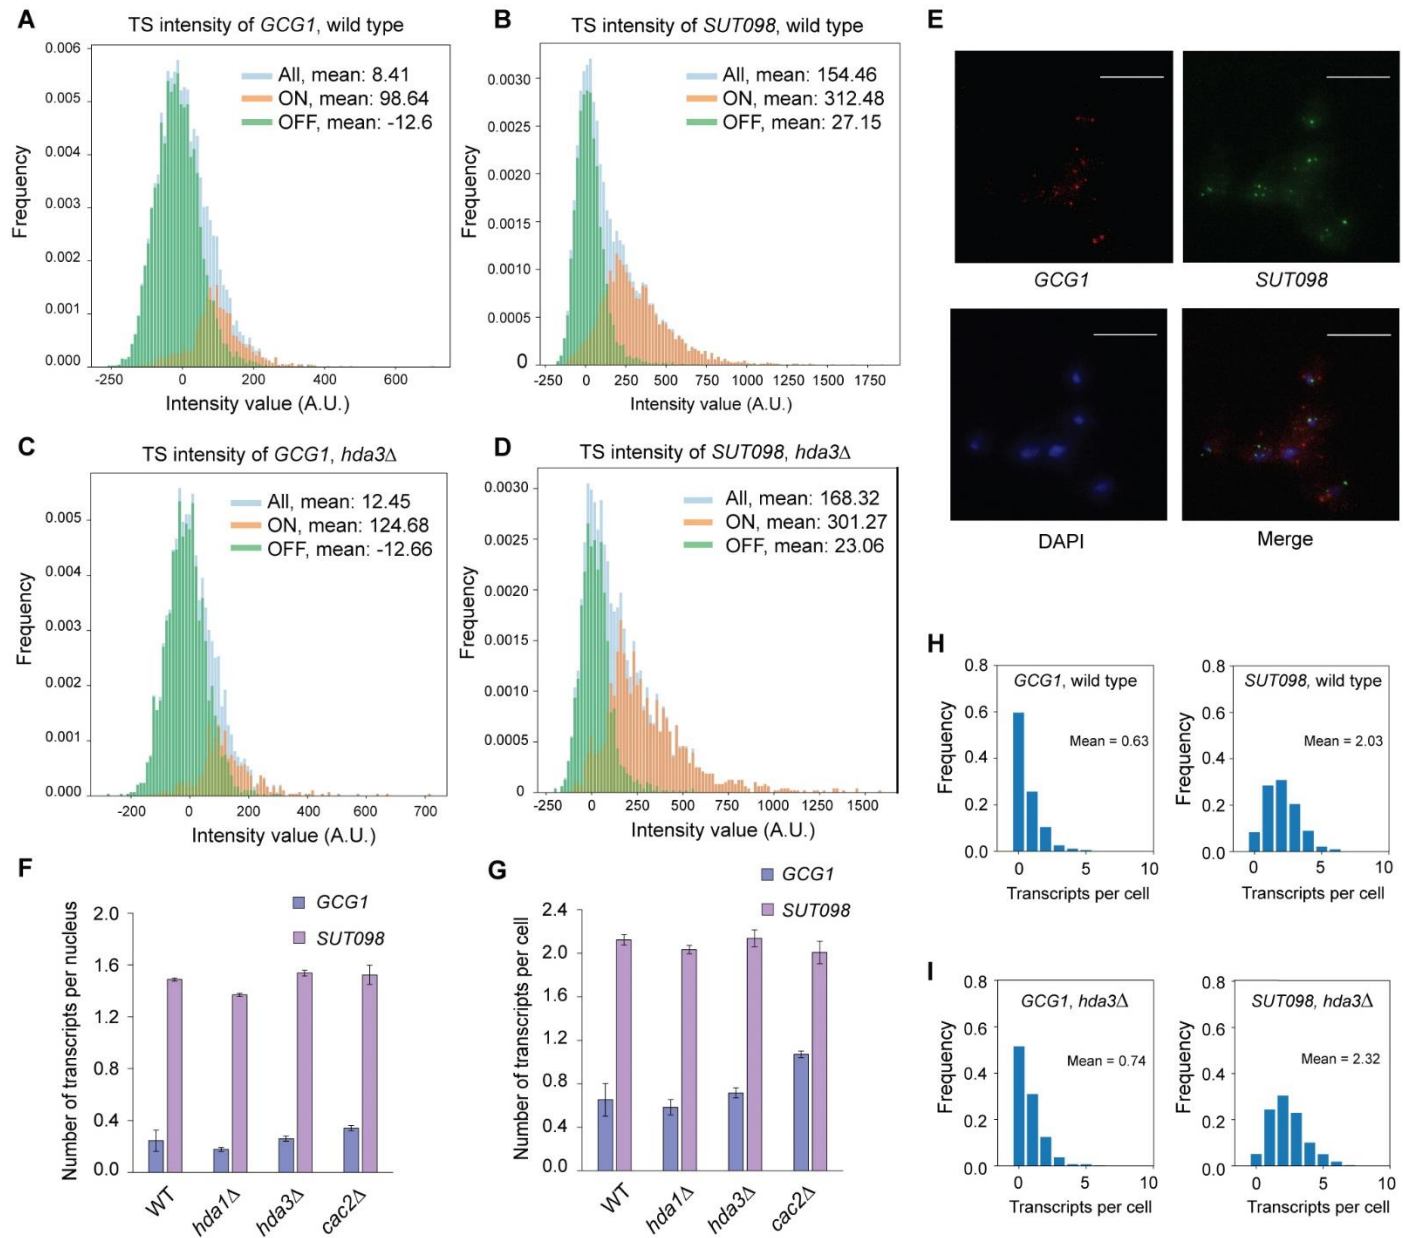 A
TS intensity of GCG1, wild type
0.006
0.005
0.004
0.003
0.002
0.001
0.000
Frequency
All, mean: 8.41
ON, mean: 98.64
OFF, mean: -12.6
-250
0
200
400
600
Intensity value (A.U.)
B
TS intensity of SUT098, wild type
0.0030
0.0025
0.0020
0.0015
0.0010
0.0005
0
Frequency
All, mean: 154.46
ON, mean: 312.48
OFF, mean: 27.15
-250
0
250
500
750
1000
1250
1500
1750
Intensity value (A.U.)
C
TS intensity of GCG1, hda3Δ
0.005
0.004
0.003
0.002
0.001
0.000
Frequency
All, mean: 12.45
ON, mean: 124.68
OFF, mean: -12.66
-200
0
200
400
600
700
Intensity value (A.U.)
D
TS intensity of SUT098, hda3Δ
0.0030
0.0025
0.0020
0.0015
0.0010
0.0005
0
Frequency
All, mean: 168.32
ON, mean: 301.27
OFF, mean: 23.06
-250
0
250
500
750
1000
1250
1500
Intensity value (A.U.)
E
GCG1
SUT098
DAPI
Merge
F
GCG1
SUT098
2.0
1.6
1.2
0.8
0.4
0.0
Number of transcripts per nucleus
WT
hda1Δ
hda3Δ
cac2Δ
G
GCG1
SUT098
2.4
2.0
1.6
1.2
0.8
0.4
0.0
Number of transcripts per cell
WT
hda1Δ
hda3Δ
cac2Δ
H
0.8
0.6
0.4
0.2
0.0
Frequency
GCG1, wild type
Mean = 0.63
0
5
10
Transcripts per cell
0.8
0.6
0.4
0.2
0.0
Frequency
SUT098, wild type
Mean = 2.03
0
5
10
Transcripts per cell
I
0.8
0.6
0.4
0.2
0.0
Frequency
GCG1, hda3Δ
Mean = 0.74
0
5
10
Transcripts per cell
0.8
0.6
0.4
0.2
0.0
Frequency
SUT098, hda3Δ
Mean = 2.32
0
5
10
Transcripts per cell